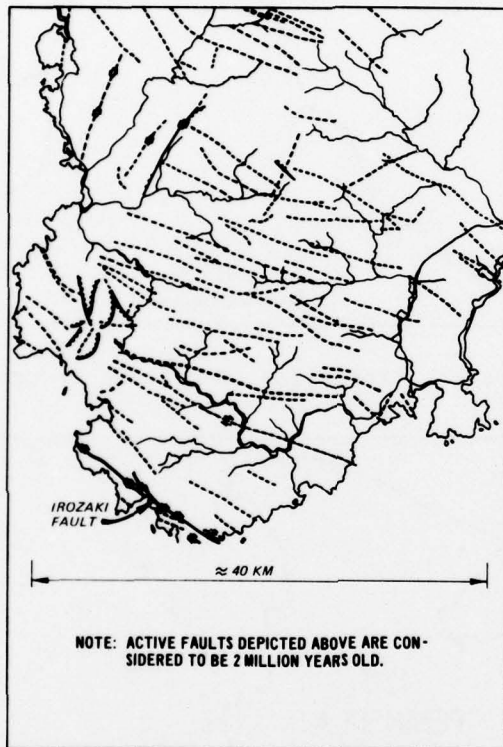 IROZAKI
FAULT
≈ 40 KM
NOTE: ACTIVE FAULTS DEPICTED ABOVE ARE CON-
SIDERED TO BE 2 MILLION YEARS OLD.